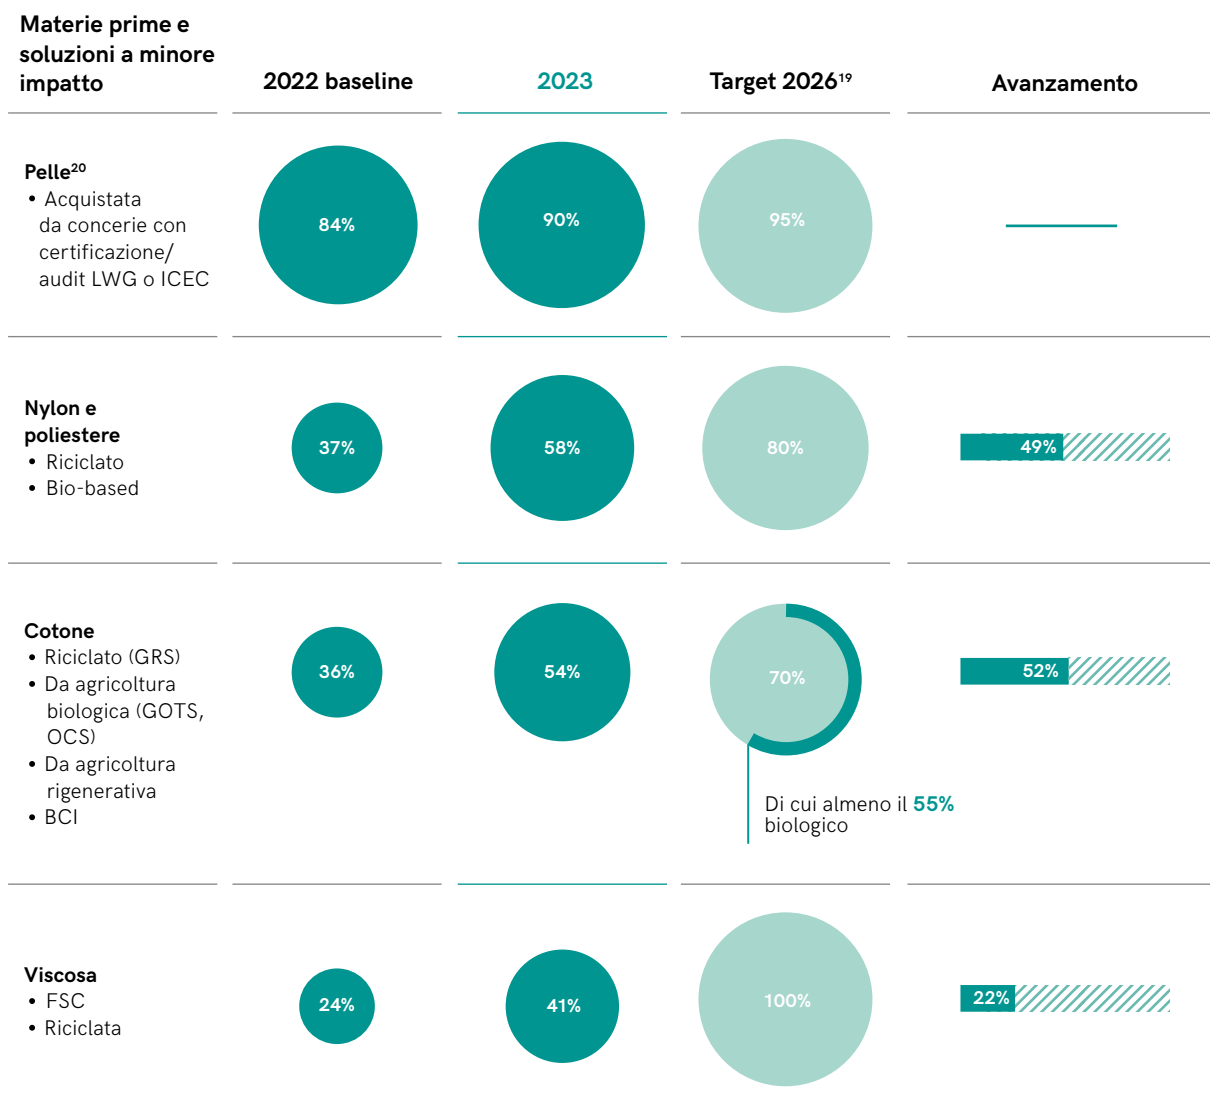 Materie prime e
soluzioni a minore
impatto
2022 baseline
2023
Target 2026¹⁹
Avanzamento
Pelle²⁰
• Acquistata
da concerie con
certificazione/
audit LWG o ICEC
84%
90%
95%
Nylon e
poliestere
• Riciclato
• Bio-based
37%
58%
80%
49%
Cotone
• Riciclato (GRS)
• Da agricoltura
biologica (GOTS,
OCS)
• Da agricoltura
rigenerativa
• BCI
36%
54%
70%
52%
Di cui almeno il 55%
biologico
Viscosa
• FSC
• Riciclata
24%
41%
100%
22%